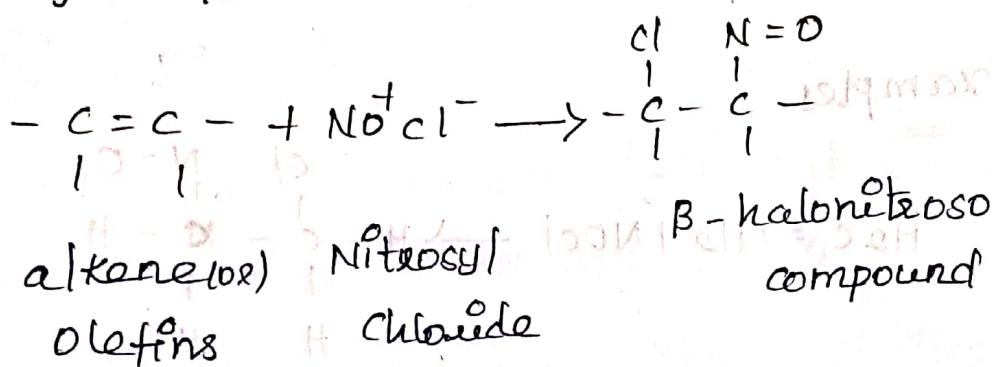 Cl N = O
| |
- C = C - + NO⁺ Cl⁻ ⟶ - C - C -
| | | |
alkene (or) Nitrosyl β - halonitroso
olefins Chloride compound